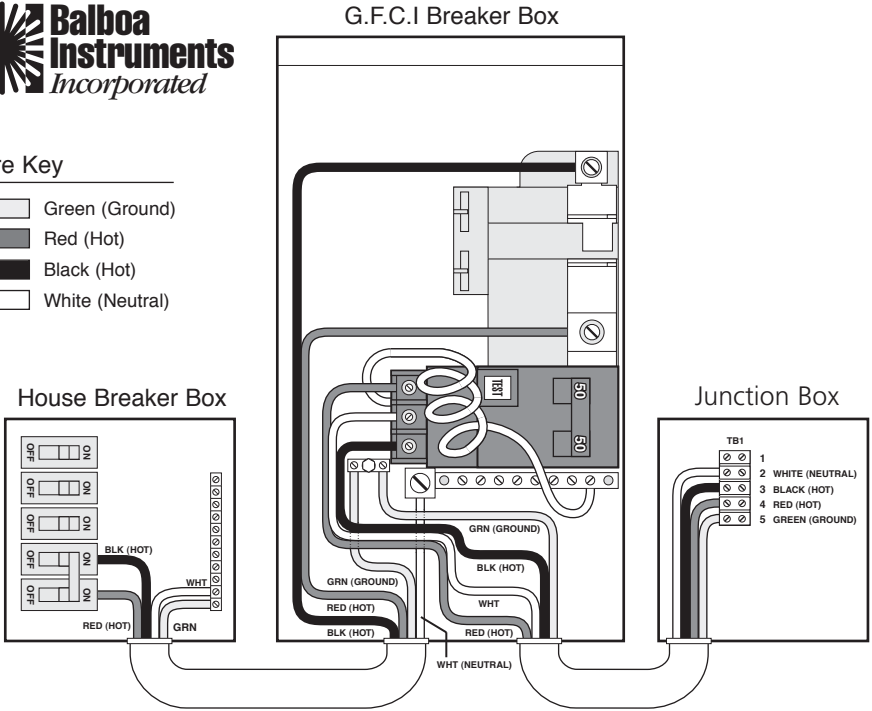 G.F.C.I Breaker Box
Balboa
Instruments
Incorporated
re Key
Green (Ground)
Red (Hot)
Black (Hot)
White (Neutral)
House Breaker Box
OFF ON
OFF ON
OFF ON
OFF ON
OFF ON
BLK (HOT)
WHT
RED (HOT)
GRN
TEST
50
50
GRN (GROUND)
BLK (HOT)
GRN (GROUND)
WHT
RED (HOT)
BLK (HOT)
RED (HOT)
WHT (NEUTRAL)
Junction Box
TB1
1
2 WHITE (NEUTRAL)
3 BLACK (HOT)
4 RED (HOT)
5 GREEN (GROUND)